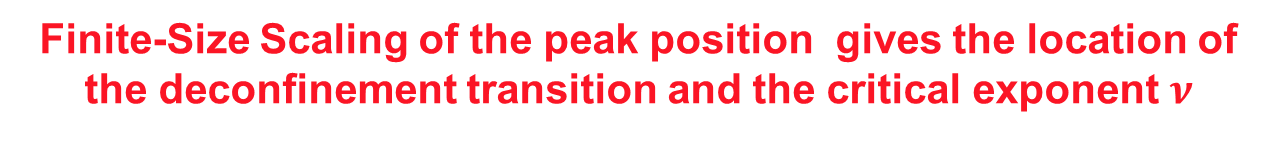 Finite-Size Scaling of the peak position  gives the location of
the deconfinement transition and the critical exponent ν